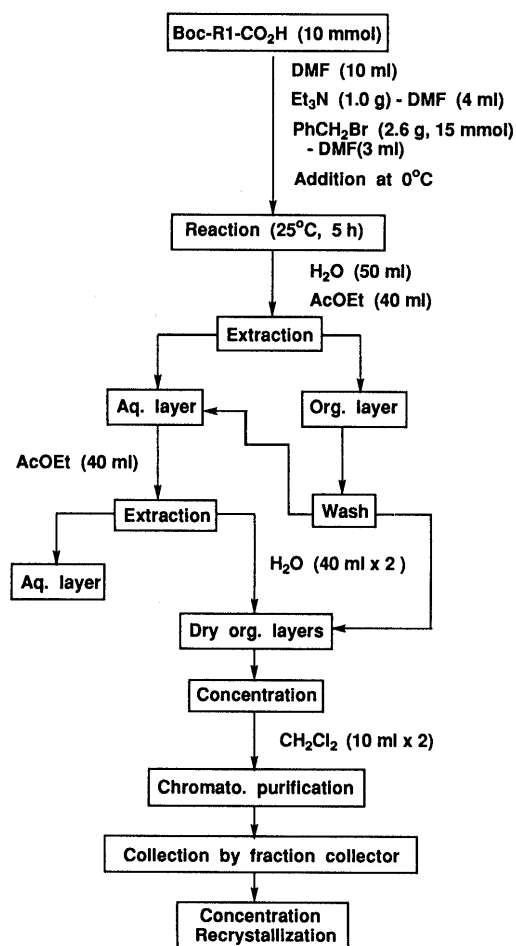 Boc-R1-CO₂H (10 mmol)
DMF (10 ml)
Et₃N (1.0 g) - DMF (4 ml)
PhCH₂Br (2.6 g, 15 mmol)
- DMF(3 ml)
Addition at 0°C
Reaction (25°C, 5 h)
H₂O (50 ml)
AcOEt (40 ml)
Extraction
Aq. layer
Org. layer
AcOEt (40 ml)
Extraction
Wash
Aq. layer
H₂O (40 ml x 2 )
Dry org. layers
Concentration
CH₂Cl₂ (10 ml x 2)
Chromato. purification
Collection by fraction collector
Concentration
Recrystallization